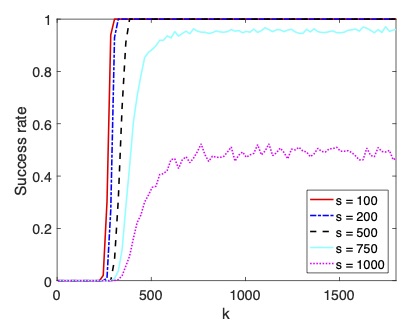 1
0.8
0.6
0.4
0.2
0
Success rate
0 500 1000 1500
k
s = 100
s = 200
s = 500
s = 750
s = 1000